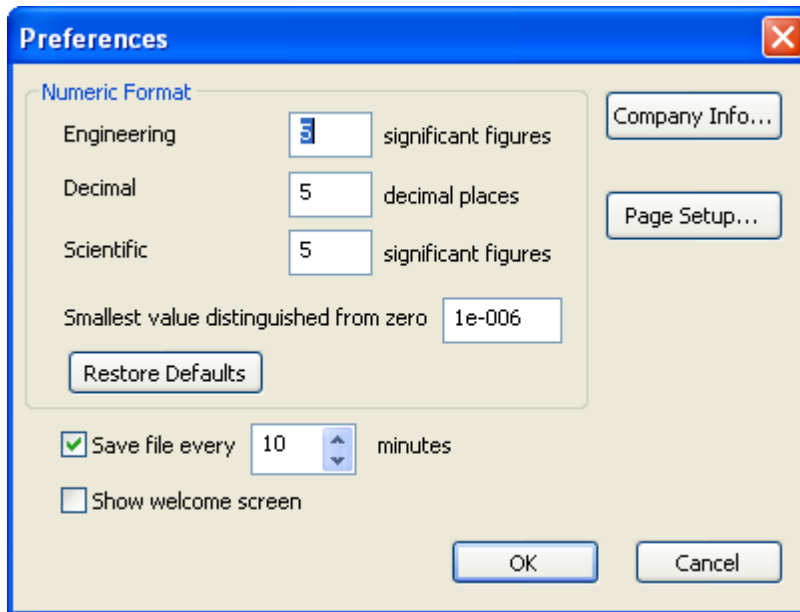 Preferences
Numeric Format
Engineering 5 significant figures
Company Info...
Decimal 5 decimal places
Page Setup...
Scientific 5 significant figures
Smallest value distinguished from zero 1e-006
Restore Defaults
Save file every 10 minutes
Show welcome screen
OK Cancel